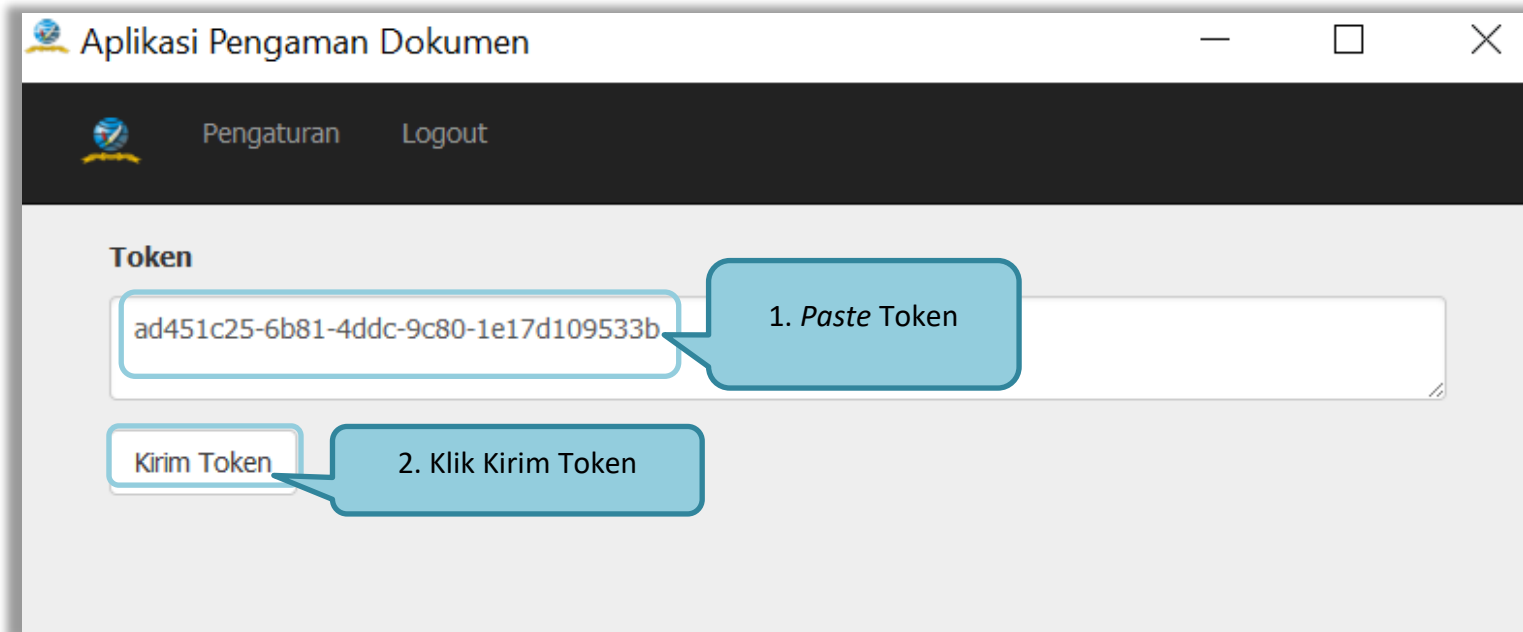 Aplikasi Pengaman Dokumen
Pengaturan Logout
Token
ad451c25-6b81-4ddc-9c80-1e17d109533b
1. Paste Token
Kirim Token
2. Klik Kirim Token